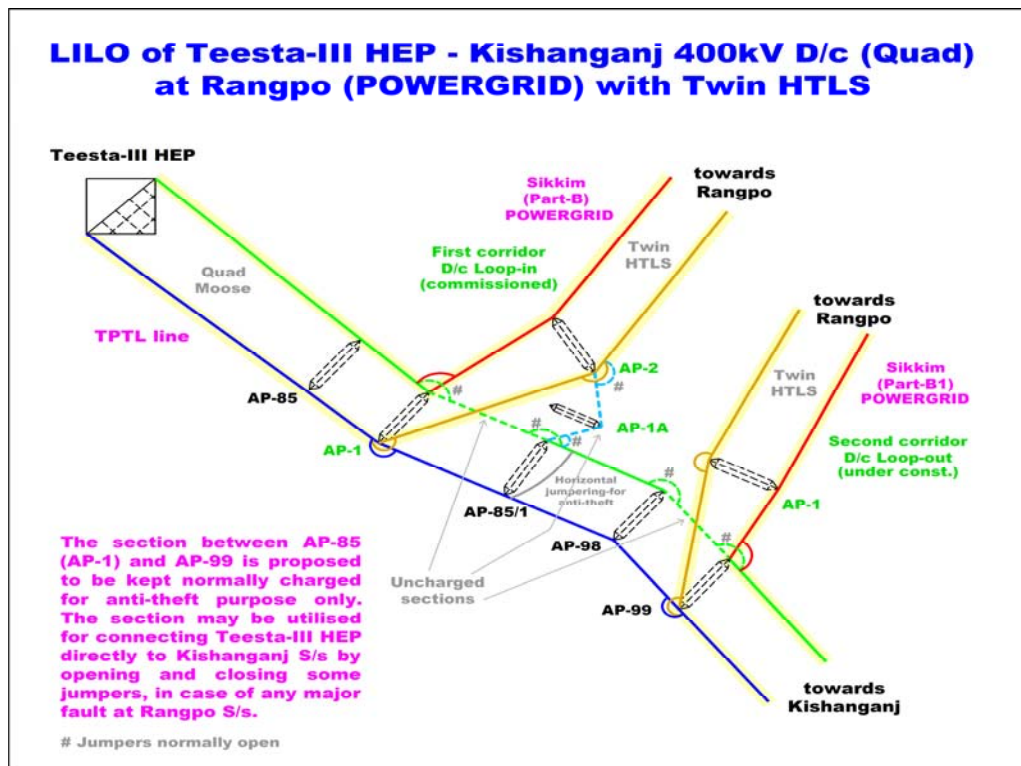 LILO of Teesta-III HEP - Kishanganj 400kV D/c (Quad)
at Rangpo (POWERGRID) with Twin HTLS
Teesta-III HEP
towards
Rangpo
Sikkim
(Part-B)
POWERGRID
First corridor
D/c Loop-in
(commissioned)
Twin
HTLS
Quad
Moose
TPTL line
towards
Rangpo
Sikkim
(Part-B1)
POWERGRID
Twin
HTLS
AP-85
#
AP-2
#
AP-1
#
#
AP-1A
Second corridor
D/c Loop-out
(under const.)
#
Horizontal
jumpering-for
anti-theft
AP-85/1
AP-1
AP-98
#
Uncharged
sections
AP-99
The section between AP-85
(AP-1) and AP-99 is proposed
to be kept normally charged
for anti-theft purpose only.
The section may be utilised
for connecting Teesta-III HEP
directly to Kishanganj S/s by
opening and closing some
jumpers, in case of any major
fault at Rangpo S/s.
towards
Kishanganj
# Jumpers normally open